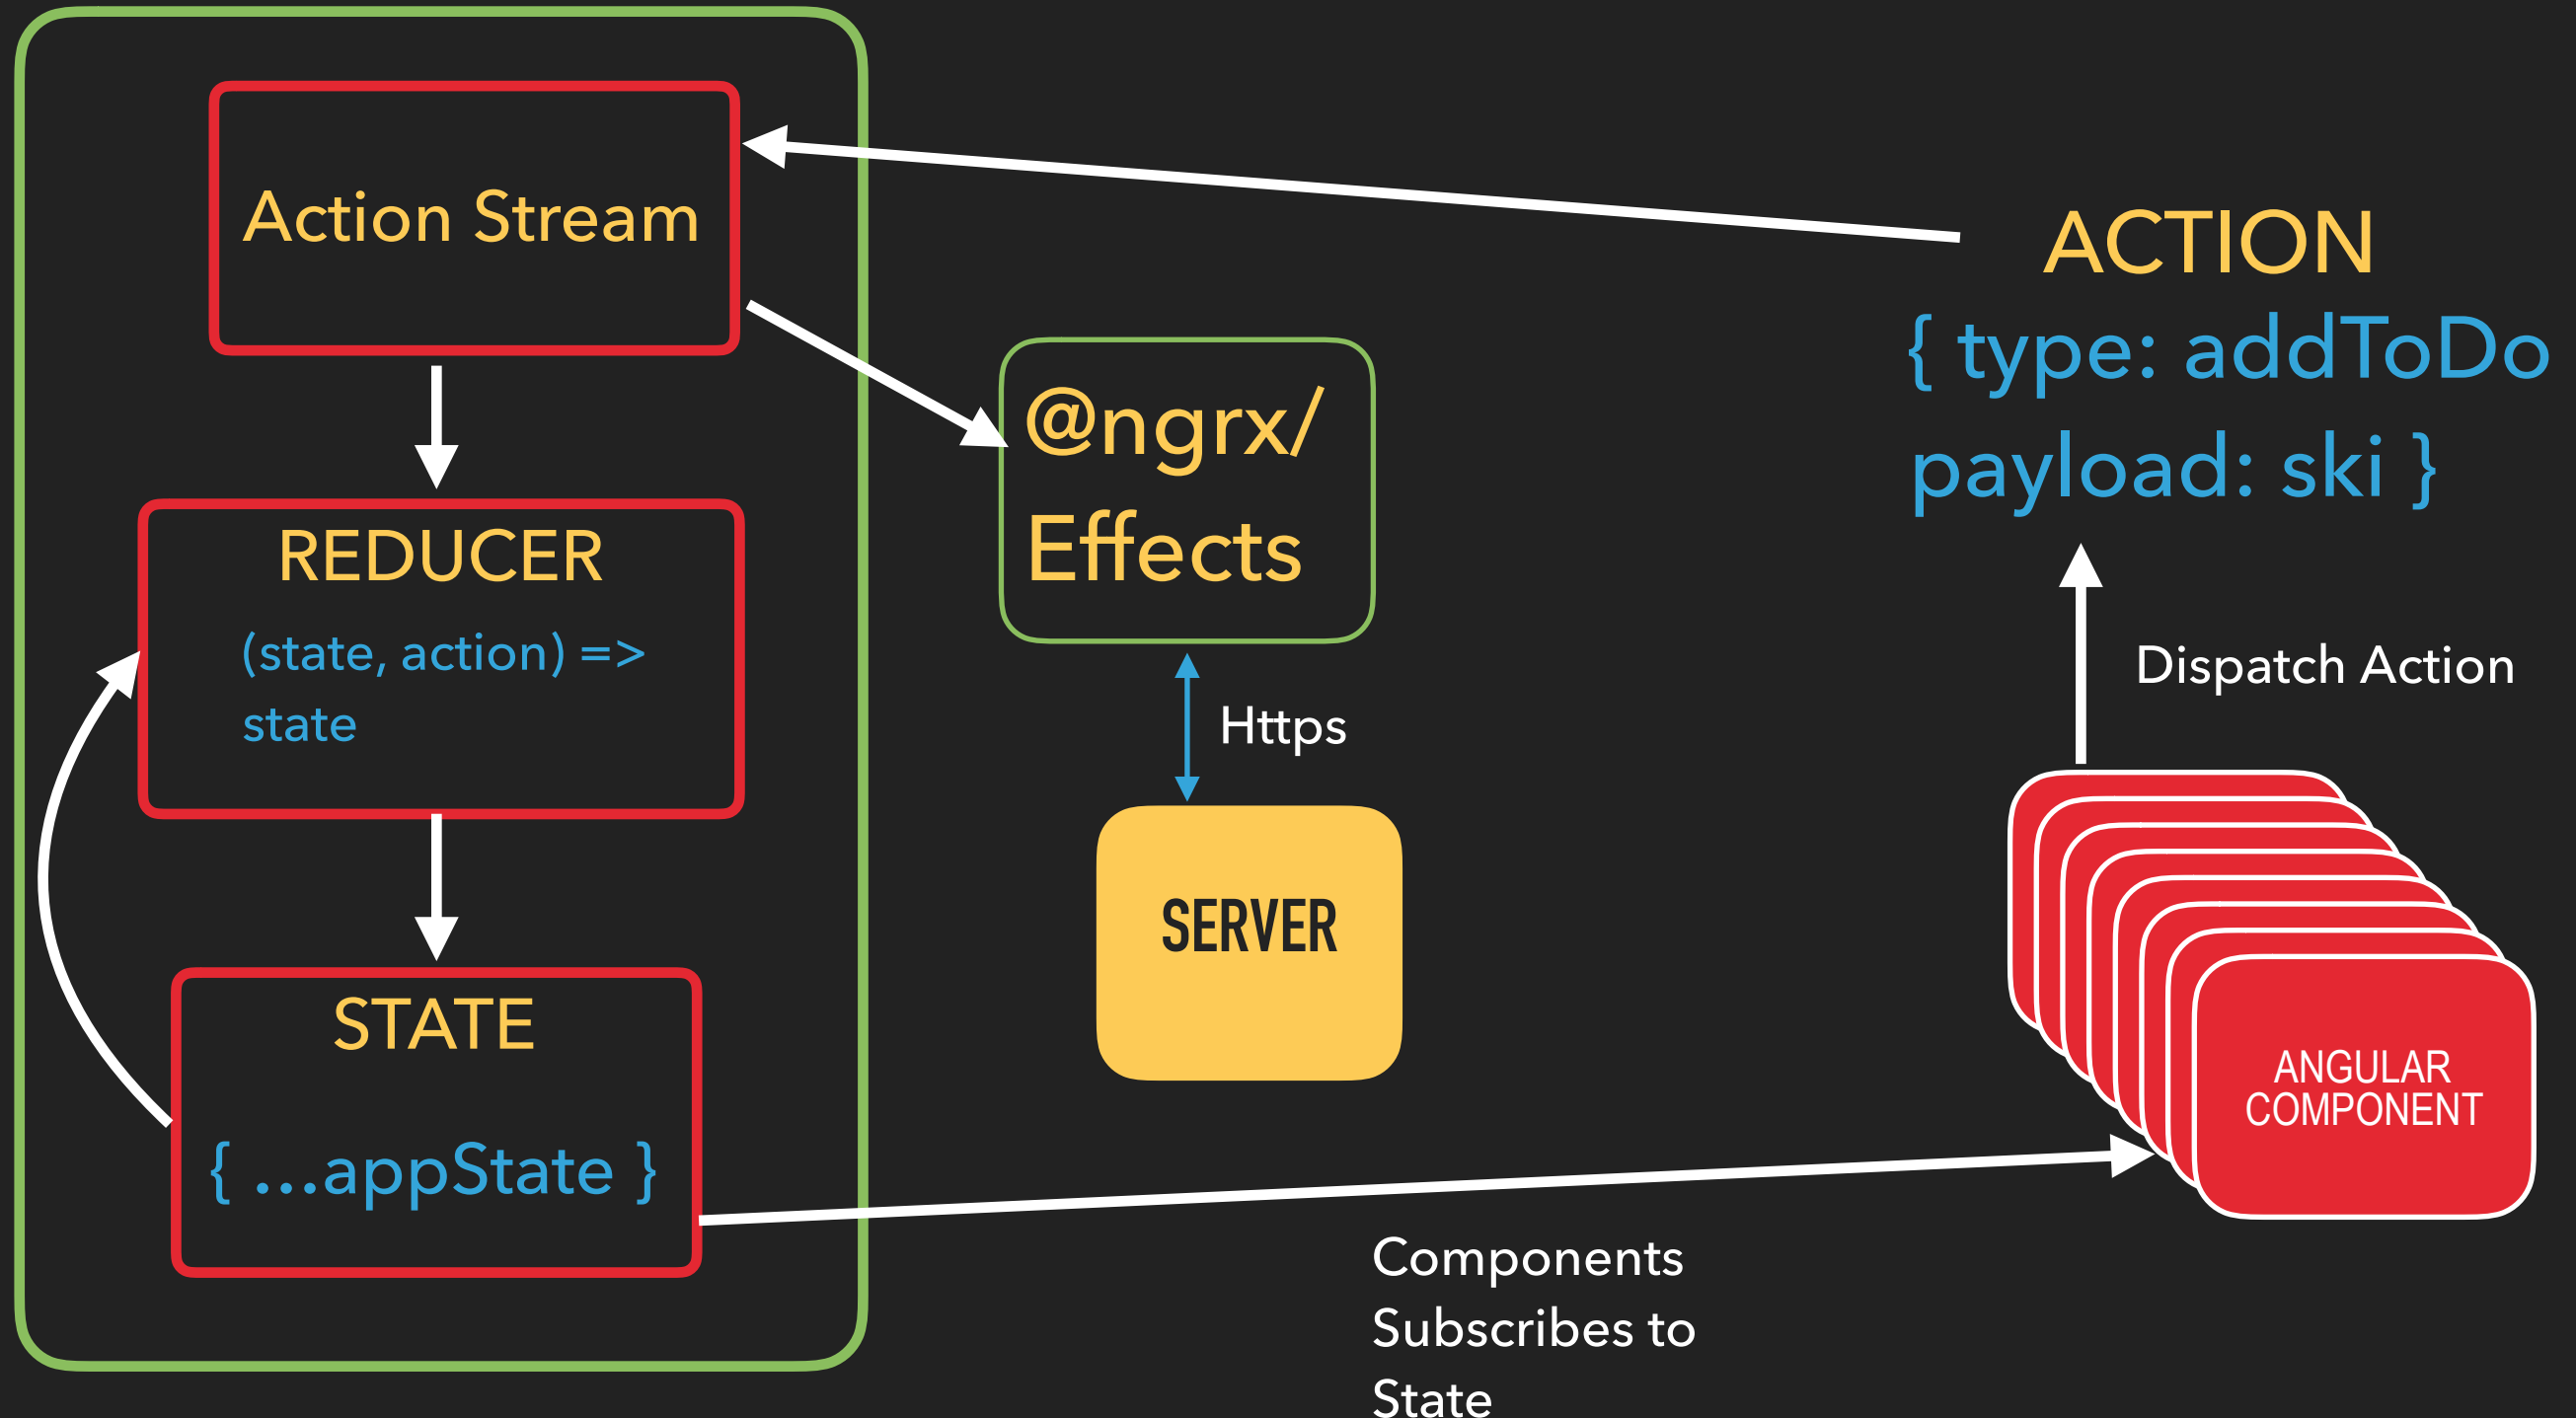 Action Stream
REDUCER
(state, action) =>
state
STATE
{ ...appState }
@ngrx/
Effects
Https
SERVER
ACTION
{ type: addToDo
payload: ski }
Dispatch Action
ANGULAR
COMPONENT
Components
Subscribes to
State